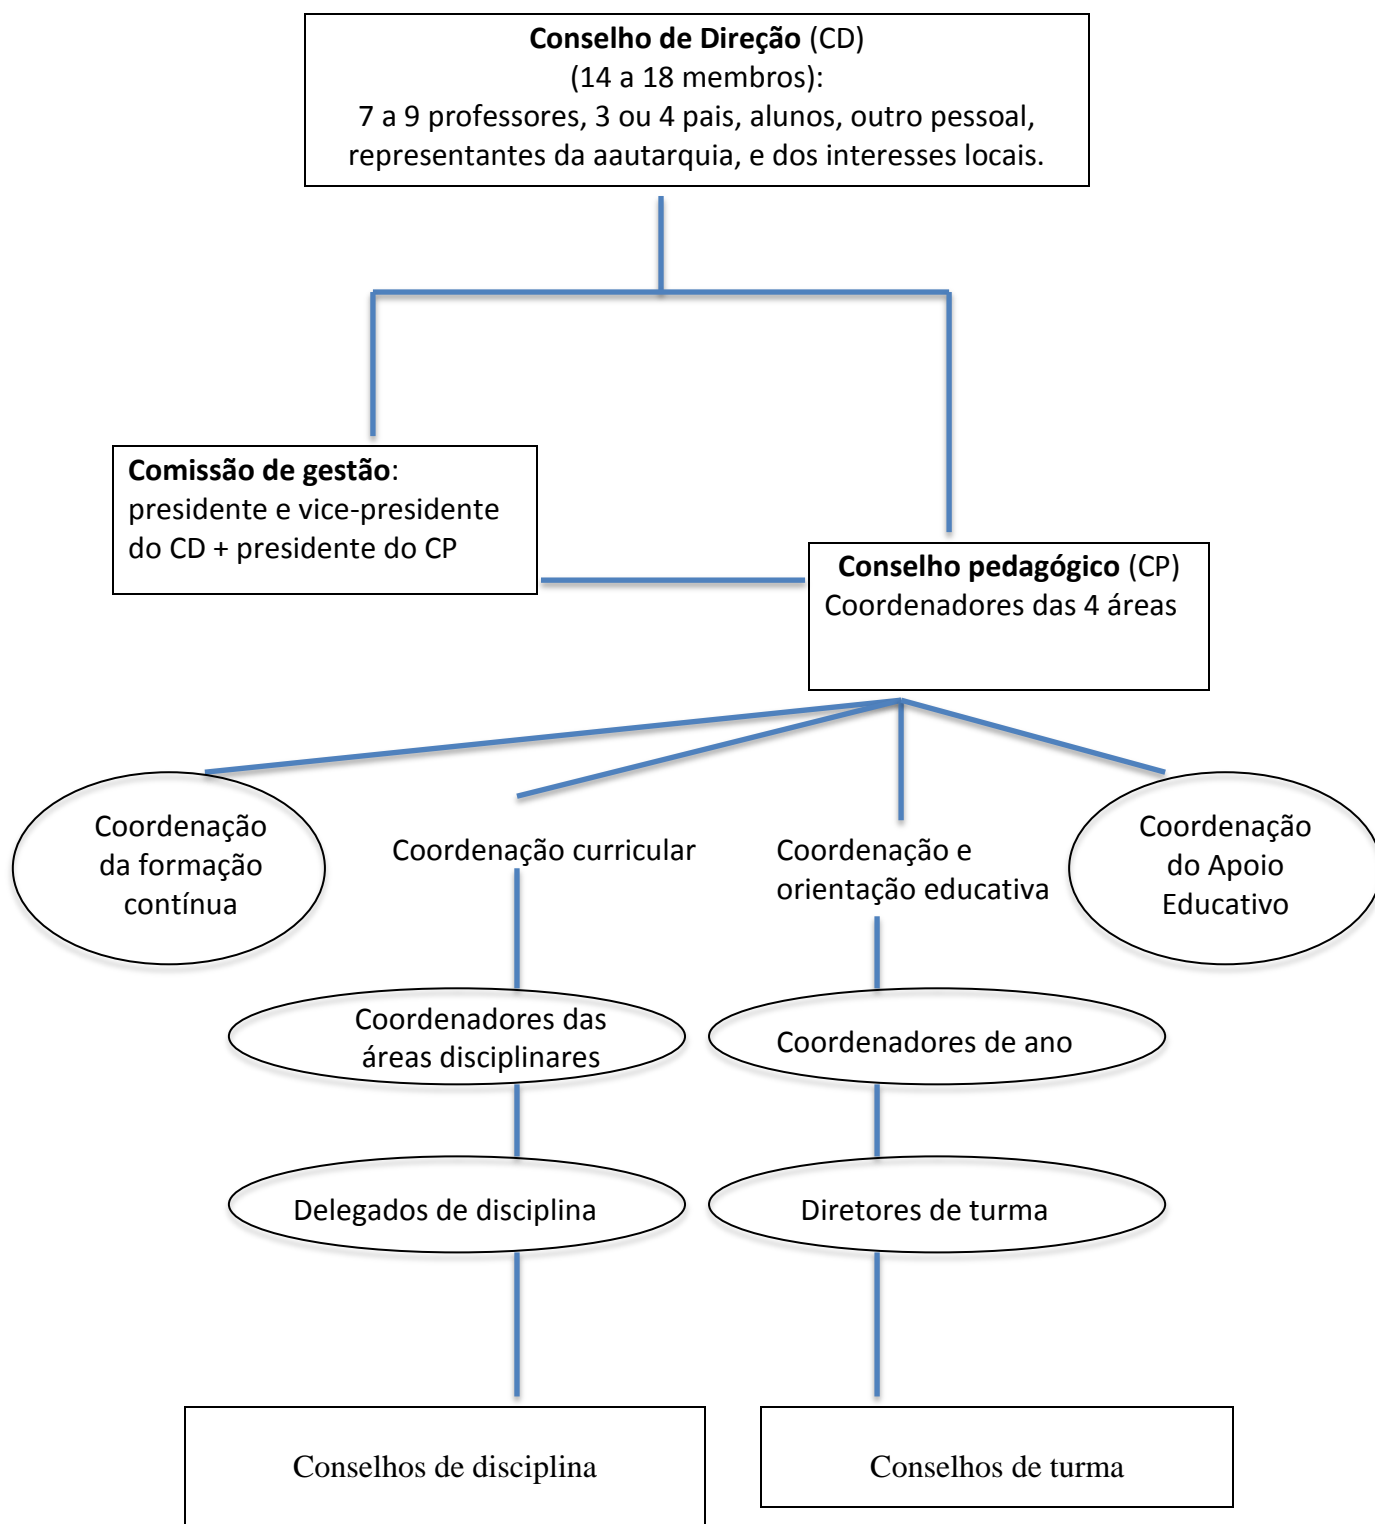 Conselho de Direção (CD)
(14 a 18 membros):
7 a 9 professores, 3 ou 4 pais, alunos, outro pessoal,
representantes da aautarquia, e dos interesses locais.
Comissão de gestão:
presidente e vice-presidente
do CD + presidente do CP
Conselho pedagógico (CP)
Coordenadores das 4 áreas
Coordenação
da formação
contínua
Coordenação curricular
Coordenação e
orientação educativa
Coordenação
do Apoio
Educativo
Coordenadores das
áreas disciplinares
Coordenadores de ano
Delegados de disciplina
Diretores de turma
Conselhos de disciplina
Conselhos de turma